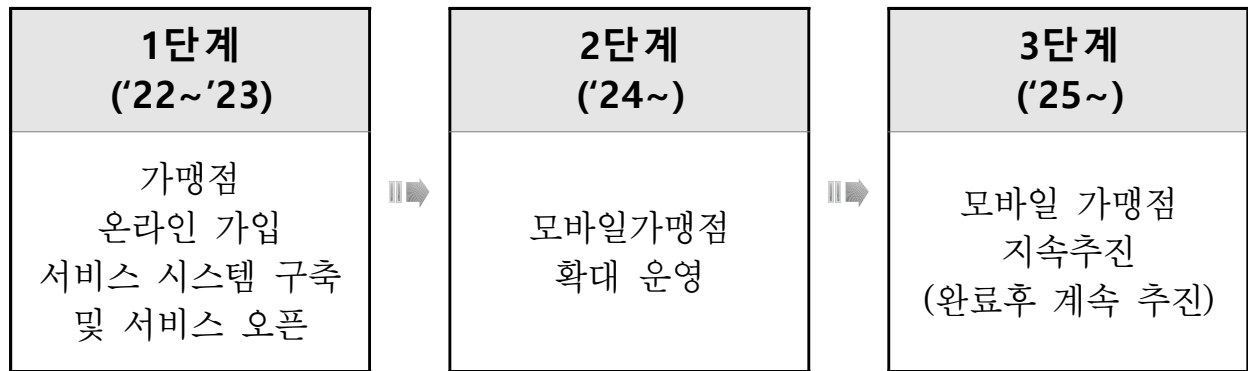 1단계
(‘22~’23)
가맹점
온라인 가입
서비스 시스템 구축
및 서비스 오픈
2단계
(‘24~)
모바일가맹점
확대 운영
3단계
(‘25~)
모바일 가맹점
지속추진
(완료후 계속 추진)